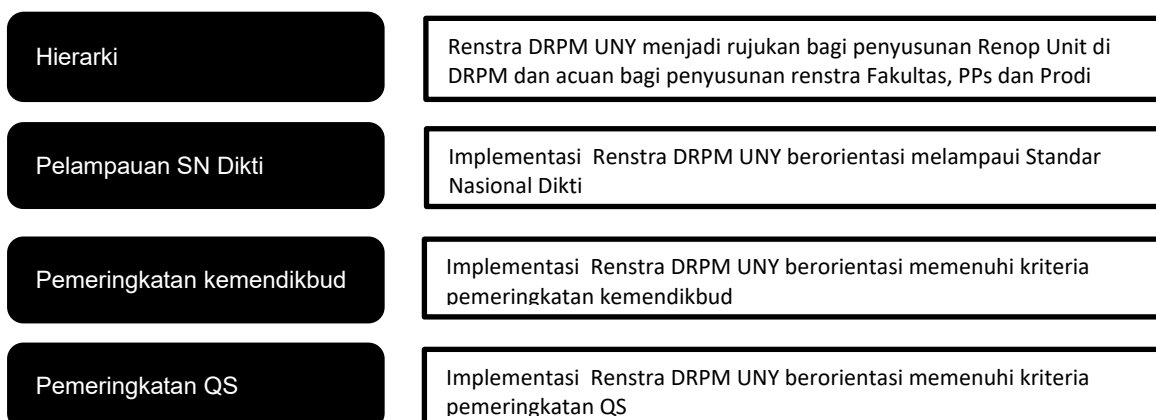 Hierarki
Renstra DRPM UNY menjadi rujukan bagi penyusunan Renop Unit di
DRPM dan acuan bagi penyusunan renstra Fakultas, PPs dan Prodi
Pelampauan SN Dikti
Implementasi Renstra DRPM UNY berorientasi melampaui Standar
Nasional Dikti
Pemeringkatan kemendikbud
Implementasi Renstra DRPM UNY berorientasi memenuhi kriteria
pemeringkatan kemendikbud
Pemeringkatan QS
Implementasi Renstra DRPM UNY berorientasi memenuhi kriteria
pemeringkatan QS